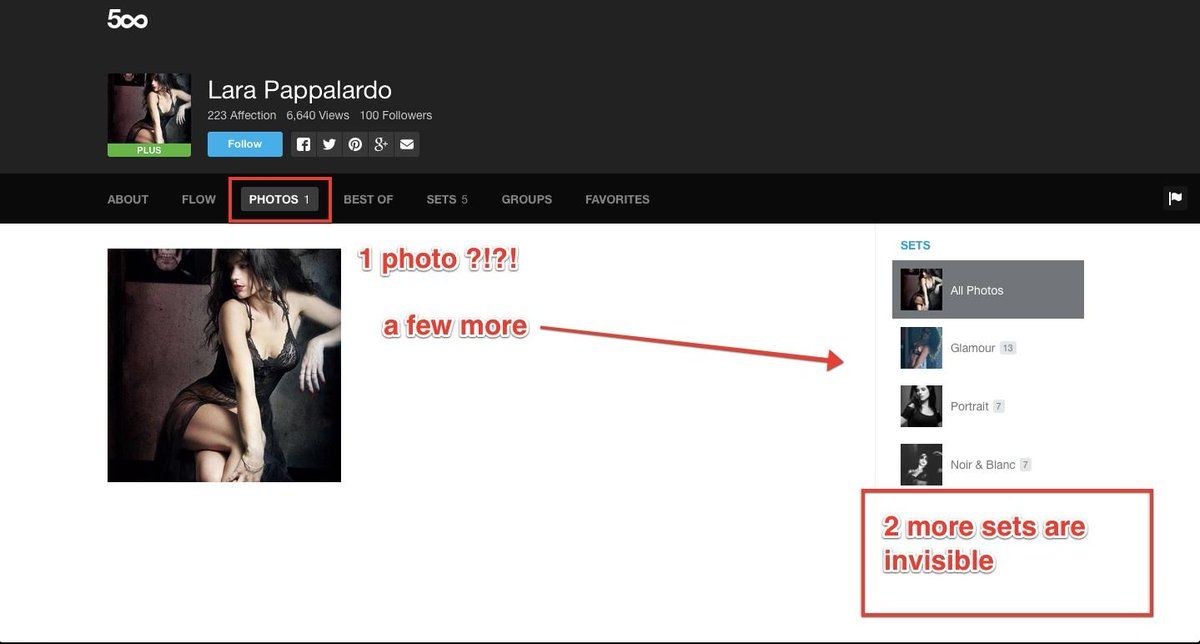 500
Lara Pappalardo
223 Affection 6,640 Views 100 Followers
PLUS
Follow
ABOUT FLOW PHOTOS 1 BEST OF SETS 5 GROUPS FAVORITES
1 photo ?!?!
a few more
SETS
All Photos
Glamour 13
Portrait 7
Noir & Blanc 7
2 more sets are
invisible